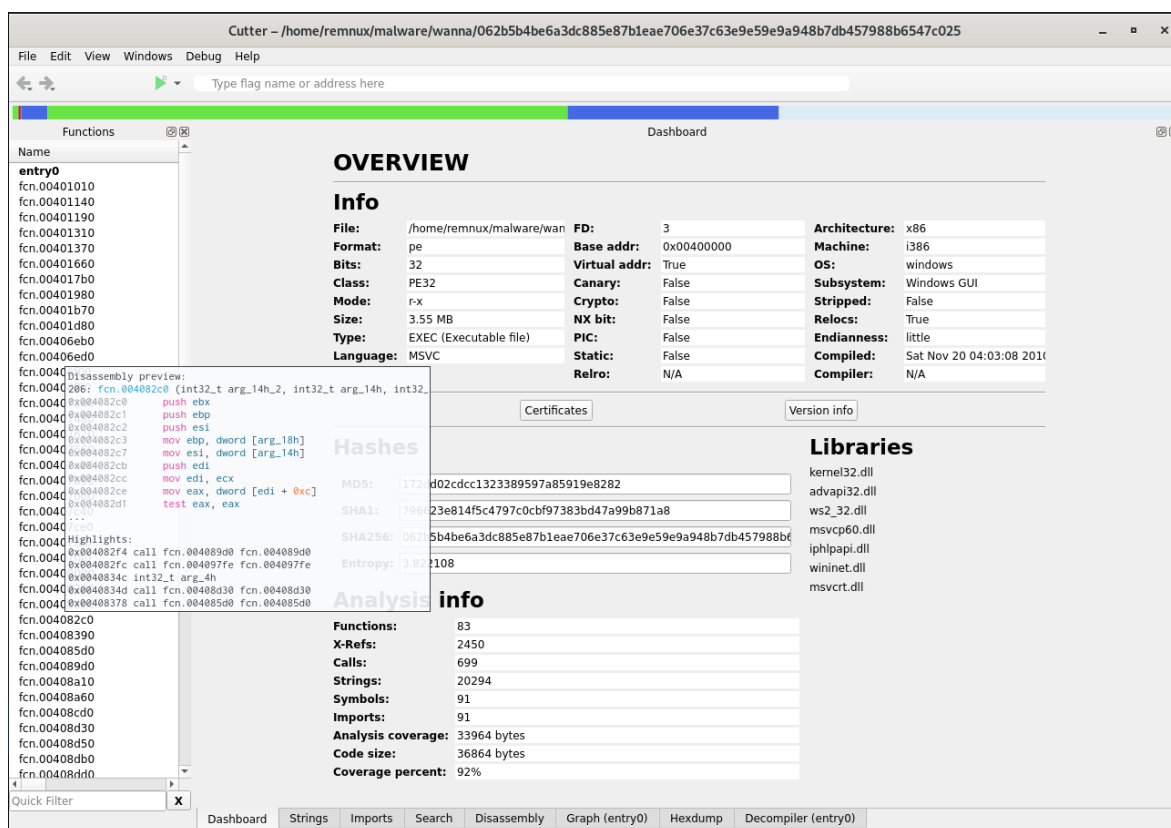 Cutter – /home/remnux/malware/wanna/062b5b4be6a3dc885e87b1eae706e37c63e9e59e9a948b7db457988b6547c025
File Edit View Windows Debug Help
Type flag name or address here
Functions
Dashboard
Name
entry0
fcn.00401010
fcn.00401140
fcn.00401190
fcn.00401310
fcn.00401370
fcn.00401660
fcn.004017b0
fcn.00401980
fcn.00401b70
fcn.00401d80
fcn.00406eb0
fcn.00406ed0
Disassembly preview:
206: fcn.004082c0 (int32_t arg_14h_2, int32_t arg_14h, int32_
0x004082c0 push ebx
0x004082c1 push ebp
0x004082c2 push esi
0x004082c3 mov ebp, dword [arg_18h]
0x004082c7 mov esi, dword [arg_14h]
0x004082cb push edi
0x004082cc mov edi, ecx
0x004082ce mov eax, dword [edi + 0xc]
0x004082d1 test eax, eax
...
Highlights:
0x004082f4 call fcn.004089d0 fcn.004089d0
0x004082fc call fcn.004097fe fcn.004097fe
0x0040834c int32_t arg_4h
0x0040834d call fcn.00408d30 fcn.00408d30
0x00408378 call fcn.004085d0 fcn.004085d0
fcn.004082c0
fcn.00408390
fcn.004085d0
fcn.004089d0
fcn.00408a10
fcn.00408a60
fcn.00408cd0
fcn.00408d30
fcn.00408d50
fcn.00408db0
fcn.00408dd0
Quick Filter X
OVERVIEW
Info
File: /home/remnux/malware/wan FD: 3 Architecture: x86
Format: pe Base addr: 0x00400000 Machine: i386
Bits: 32 Virtual addr: True OS: windows
Class: PE32 Canary: False Subsystem: Windows GUI
Mode: r-x Crypto: False Stripped: False
Size: 3.55 MB NX bit: False Relocs: True
Type: EXEC (Executable file) PIC: False Endianness: little
Language: MSVC Static: False Compiled: Sat Nov 20 04:03:08 2010
Relro: N/A Compiler: N/A
Certificates Version info
Hashes
MD5: dd02cdcc1323389597a85919e8282
SHA1: 23e814f5c4797c0cbf97383bd47a99b871a8
SHA256: 062b5b4be6a3dc885e87b1eae706e37c63e9e59e9a948b7db457988b6
Entropy: 3.822108
Libraries
kernel32.dll
advapi32.dll
ws2_32.dll
msvcp60.dll
iphlpapi.dll
wininet.dll
msvcrt.dll
Analysis info
Functions: 83
X-Refs: 2450
Calls: 699
Strings: 20294
Symbols: 91
Imports: 91
Analysis coverage: 33964 bytes
Code size: 36864 bytes
Coverage percent: 92%
Dashboard Strings Imports Search Disassembly Graph (entry0) Hexdump Decompiler (entry0)